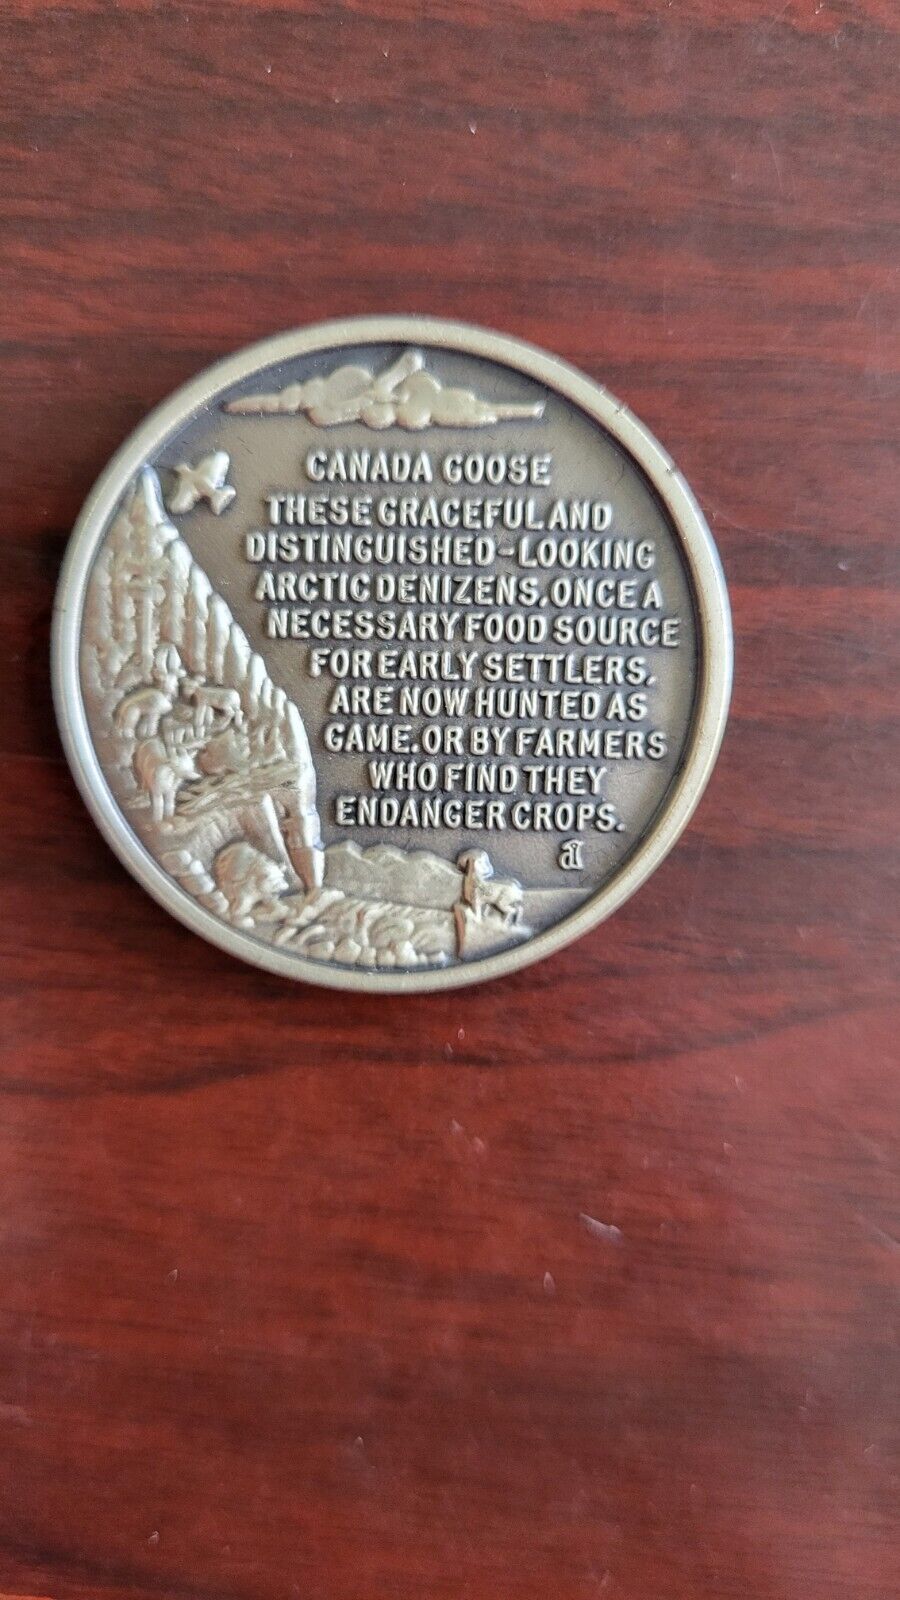 CANADA GOOSE
THESE GRACEFUL AND
DISTINGUISHED-LOOKING
ARCTIC DENIZENS, ONCE A
NECESSARY FOOD SOURCE
FOR EARLY SETTLERS,
ARE NOW HUNTED AS
GAME, OR BY FARMERS
WHO FIND THEY
ENDANGER CROPS.